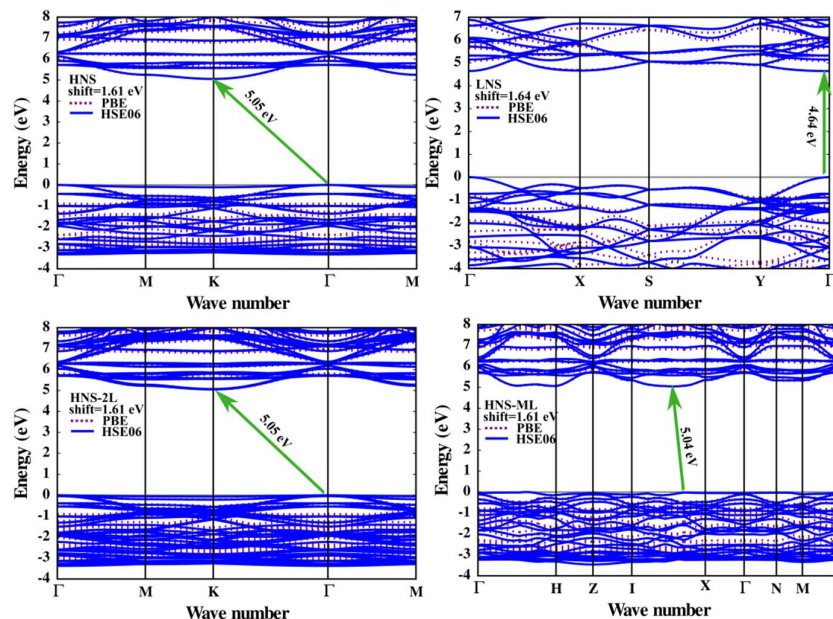 8
7
6
5
4
3
2
1
0
-1
-2
-3
-4
Energy (eV)
HNS
shift=1.61 eV
PBE
HSE06
5.05 eV
Γ M K Γ M
Wave number
7
6
5
4
3
2
1
0
-1
-2
-3
-4
Energy (eV)
LNS
shift=1.64 eV
PBE
HSE06
4.64 eV
Γ X S Y Γ
Wave number
8
7
6
5
4
3
2
1
0
-1
-2
-3
-4
Energy (eV)
HNS-2L
shift=1.61 eV
PBE
HSE06
5.05 eV
Γ M K Γ M
Wave number
8
7
6
5
4
3
2
1
0
-1
-2
-3
-4
Energy (eV)
HNS-ML
shift=1.61 eV
PBE
HSE06
5.04 eV
Γ H Z I X Γ N M
Wave number